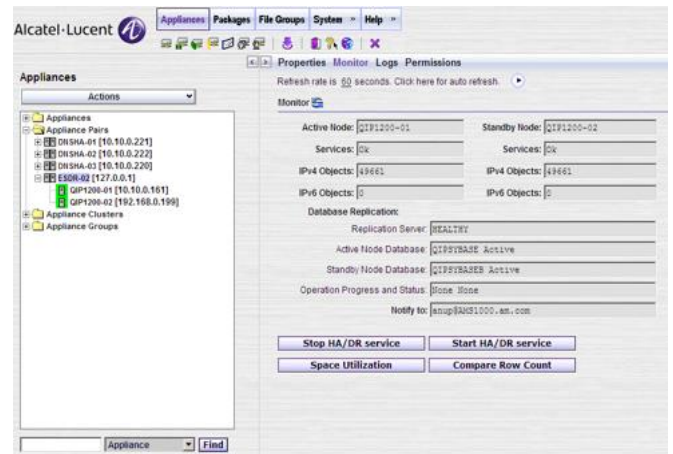 Alcatel·Lucent
Appliances Packages File Groups System Help
Properties Monitor Logs Permissions
Refresh rate is 60 seconds. Click here for auto refresh.
Appliances
Actions
Monitor
Appliances
Appliance Pairs
DNSHA-01 [10.10.0.221]
DNSHA-02 [10.10.0.222]
DNSHA-03 [10.10.0.220]
ESDR-02 [127.0.0.1]
QIP1200-01 [10.10.0.161]
QIP1200-02 [192.168.0.199]
Appliance Clusters
Appliance Groups
Active Node: QIP1200-01 Standby Node: QIP1200-02
Services: Ok Services: Ok
IPv4 Objects: 49661 IPv4 Objects: 49661
IPv6 Objects: 0 IPv6 Objects: 0
Database Replication:
Replication Server: HEALTHY
Active Node Database: QIPSYBASE Active
Standby Node Database: QIPSYBASEB Active
Operation Progress and Status: None None
Notify to: anup@AMS1000.am.com
Stop HA/DR service Start HA/DR service
Space Utilization Compare Row Count
Appliance Find